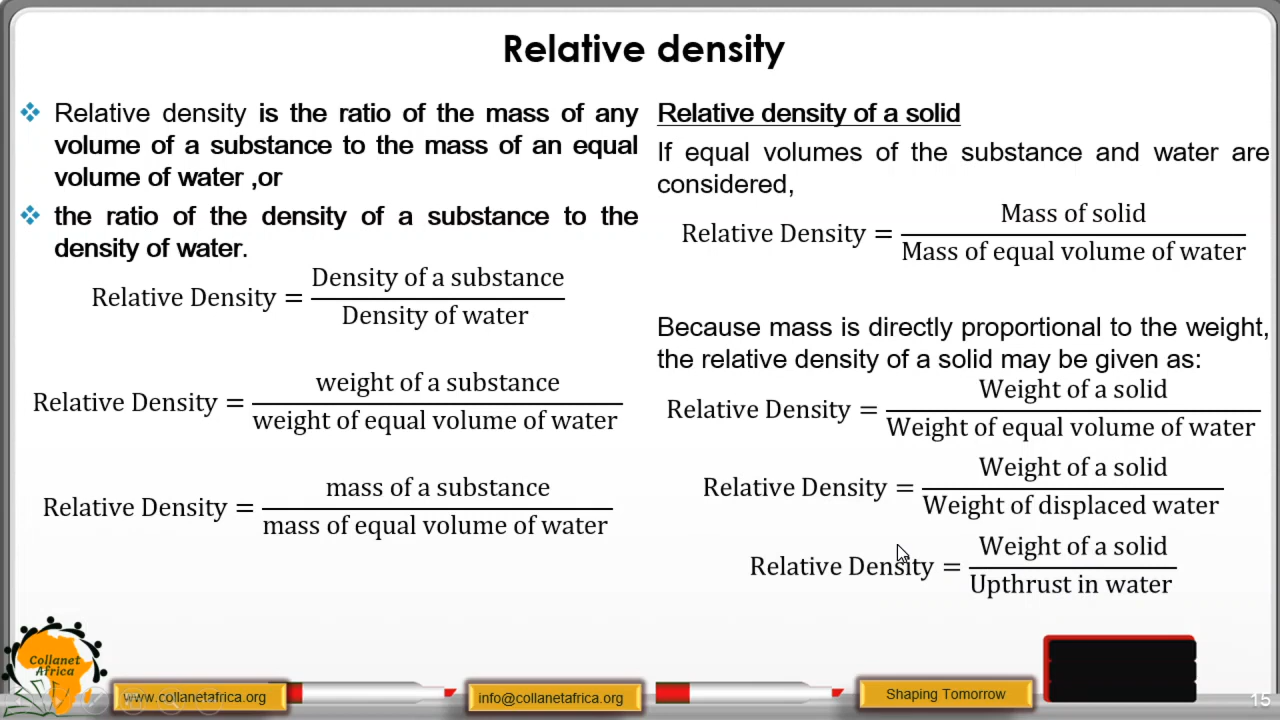 Relative density
Relative density is the ratio of the mass of any
volume of a substance to the mass of an equal
volume of water ,or
the ratio of the density of a substance to the
density of water.
Relative Density = Density of a substance
Density of water
Relative Density = weight of a substance
weight of equal volume of water
Relative Density = mass of a substance
mass of equal volume of water
Relative density of a solid
If equal volumes of the substance and water are
considered,
Relative Density = Mass of solid
Mass of equal volume of water
Because mass is directly proportional to the weight,
the relative density of a solid may be given as:
Relative Density = Weight of a solid
Weight of equal volume of water
Relative Density = Weight of a solid
Weight of displaced water
Relative Density = Weight of a solid
Upthrust in water
Collanet
Africa
www.collanetafrica.org
info@collanetafrica.org
Shaping Tomorrow
15